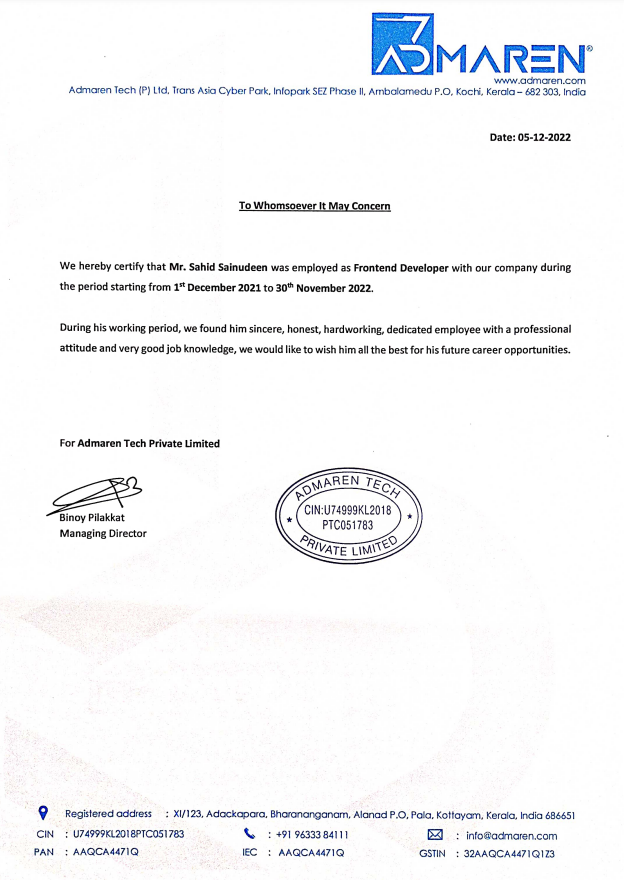 ADMAREN®
www.admaren.com
Admaren Tech (P) Ltd, Trans Asia Cyber Park, Infopark SEZ Phase II, Ambalamedu P.O, Kochi, Kerala – 682 303, India
Date: 05-12-2022
To Whomsoever It May Concern
We hereby certify that Mr. Sahid Sainudeen was employed as Frontend Developer with our company during
the period starting from 1st December 2021 to 30th November 2022.
During his working period, we found him sincere, honest, hardworking, dedicated employee with a professional
attitude and very good job knowledge, we would like to wish him all the best for his future career opportunities.
For Admaren Tech Private Limited
Binoy Pilakkat
Managing Director
ADMAREN TECH
CIN:U74999KL2018
PTC051783
PRIVATE LIMITED
Registered address : XI/123, Adackapara, Bharananganam, Alanad P.O, Pala, Kottayam, Kerala, India 686651
CIN : U74999KL2018PTC051783 : +91 96333 84111 : info@admaren.com
PAN : AAQCA4471Q IEC : AAQCA4471Q GSTIN : 32AAQCA4471Q1Z3